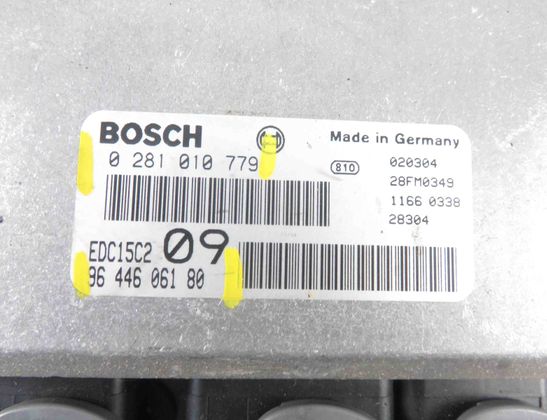 BOSCH
Made in Germany
0 281 010 779
810
020304
28FM0349
1166 0338
28304
EDC15C2 09
96 446 061 80